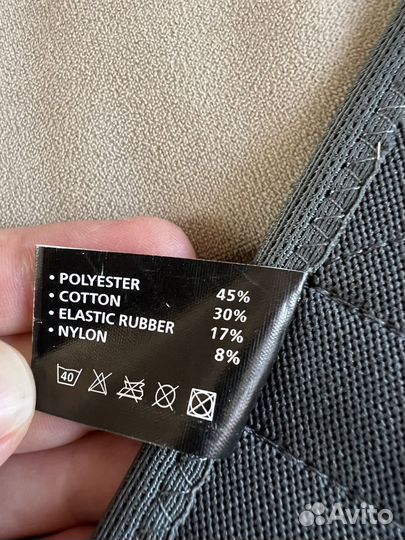 • POLYESTER 45%
• COTTON 30%
• ELASTIC RUBBER 17%
• NYLON 8%
40
Avito